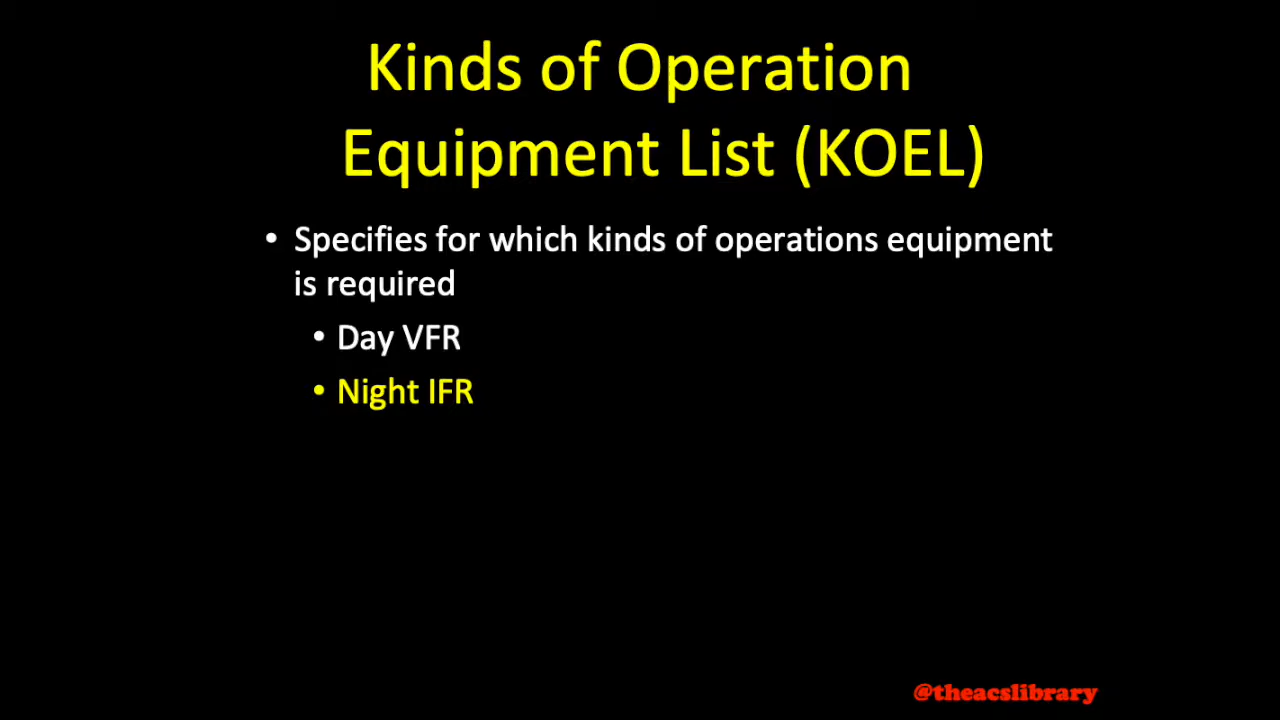 Kinds of Operation
Equipment List (KOEL)
• Specifies for which kinds of operations equipment
is required
• Day VFR
• Night IFR
@theacslibrary